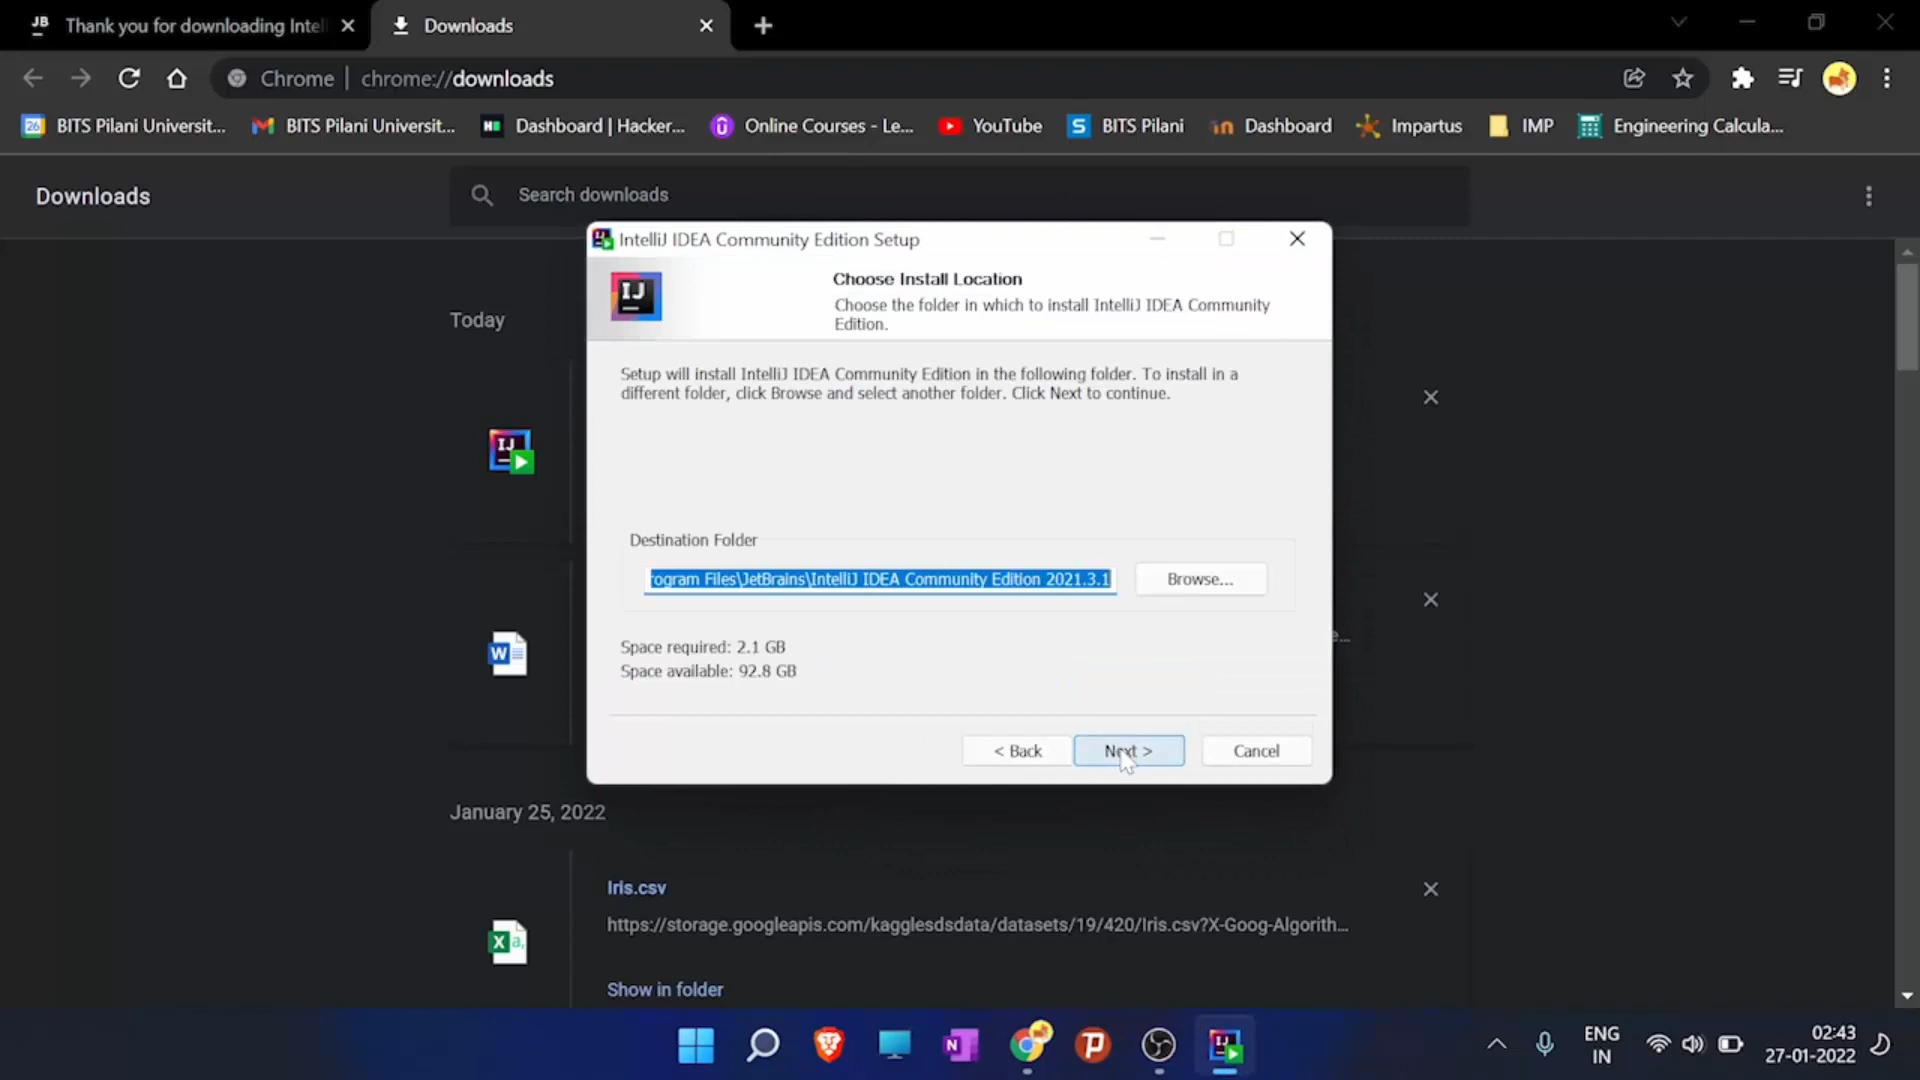 JB Thank you for downloading Intel
Downloads
Chrome | chrome://downloads
26 BITS Pilani Universit...
BITS Pilani Universit...
Dashboard | Hacker...
Online Courses - Le...
YouTube
S BITS Pilani
Dashboard
Impartus
IMP
Engineering Calcula...
Downloads
Search downloads
IntelliJ IDEA Community Edition Setup
IJ
Choose Install Location
Choose the folder in which to install IntelliJ IDEA Community
Edition.
Today
Setup will install IntelliJ IDEA Community Edition in the following folder. To install in a
different folder, click Browse and select another folder. Click Next to continue.
IJ
Destination Folder
rogram Files\JetBrains\IntelliJ IDEA Community Edition 2021.3.1
Browse...
e...
W
Space required: 2.1 GB
Space available: 92.8 GB
< Back
Next >
Cancel
January 25, 2022
Iris.csv
https://storage.googleapis.com/kagglesdsdata/datasets/19/420/Iris.csv?X-Goog-Algorith...
X a,
Show in folder
N
P
IJ
ENG
IN
02:43
27-01-2022